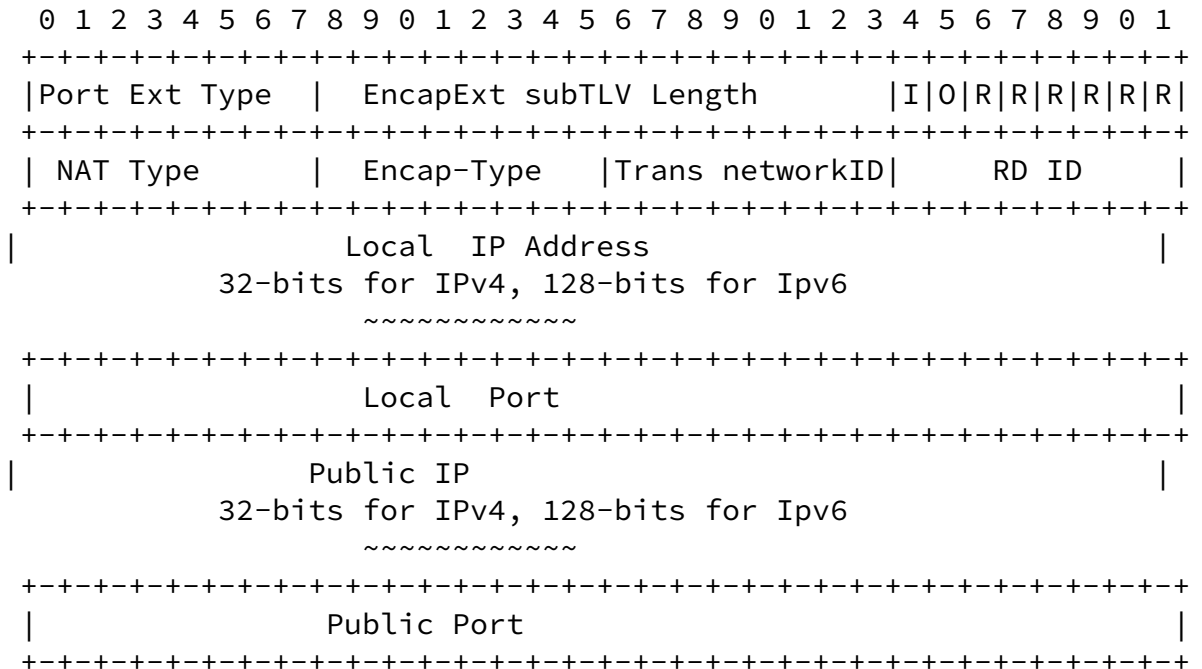 0 1 2 3 4 5 6 7 8 9 0 1 2 3 4 5 6 7 8 9 0 1 2 3 4 5 6 7 8 9 0 1
+-+-+-+-+-+-+-+-+-+-+-+-+-+-+-+-+-+-+-+-+-+-+-+-+-+-+-+-+-+-+-+-+
|Port Ext Type  |  EncapExt subTLV Length       |I|O|R|R|R|R|R|R|
+-+-+-+-+-+-+-+-+-+-+-+-+-+-+-+-+-+-+-+-+-+-+-+-+-+-+-+-+-+-+-+-+
| NAT Type      |  Encap-Type   |Trans networkID|     RD ID     |
+-+-+-+-+-+-+-+-+-+-+-+-+-+-+-+-+-+-+-+-+-+-+-+-+-+-+-+-+-+-+-+-+
|                  Local  IP Address                            |
           32-bits for IPv4, 128-bits for Ipv6
                   ~~~~~~~~~~~~
+-+-+-+-+-+-+-+-+-+-+-+-+-+-+-+-+-+-+-+-+-+-+-+-+-+-+-+-+-+-+-+-+
|                  Local  Port                                  |
+-+-+-+-+-+-+-+-+-+-+-+-+-+-+-+-+-+-+-+-+-+-+-+-+-+-+-+-+-+-+-+-+
|                Public IP                                      |
           32-bits for IPv4, 128-bits for Ipv6
                   ~~~~~~~~~~~~
+-+-+-+-+-+-+-+-+-+-+-+-+-+-+-+-+-+-+-+-+-+-+-+-+-+-+-+-+-+-+-+-+
|                Public Port                                    |
+-+-+-+-+-+-+-+-+-+-+-+-+-+-+-+-+-+-+-+-+-+-+-+-+-+-+-+-+-+-+-+-+